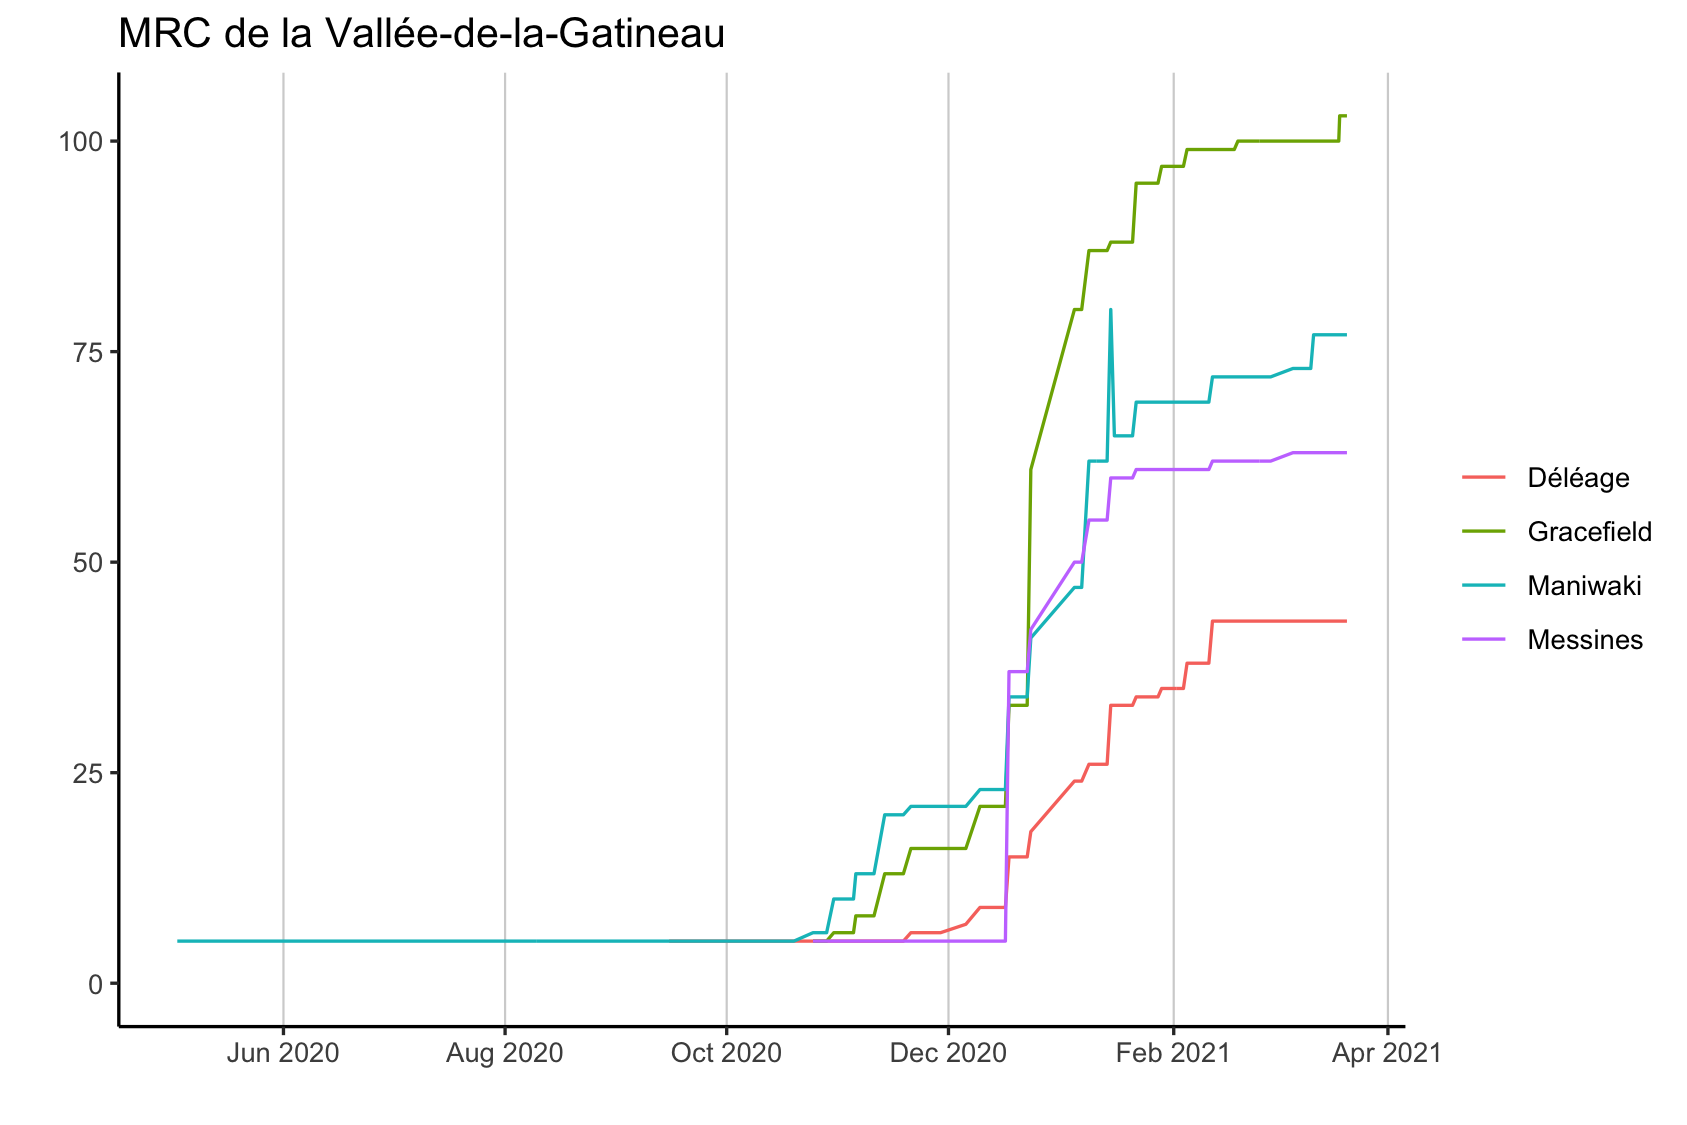 MRC de la Vallée-de-la-Gatineau
100
75
50
25
0
Jun 2020
Aug 2020
Oct 2020
Dec 2020
Feb 2021
Apr 2021
Déléage
Gracefield
Maniwaki
Messines